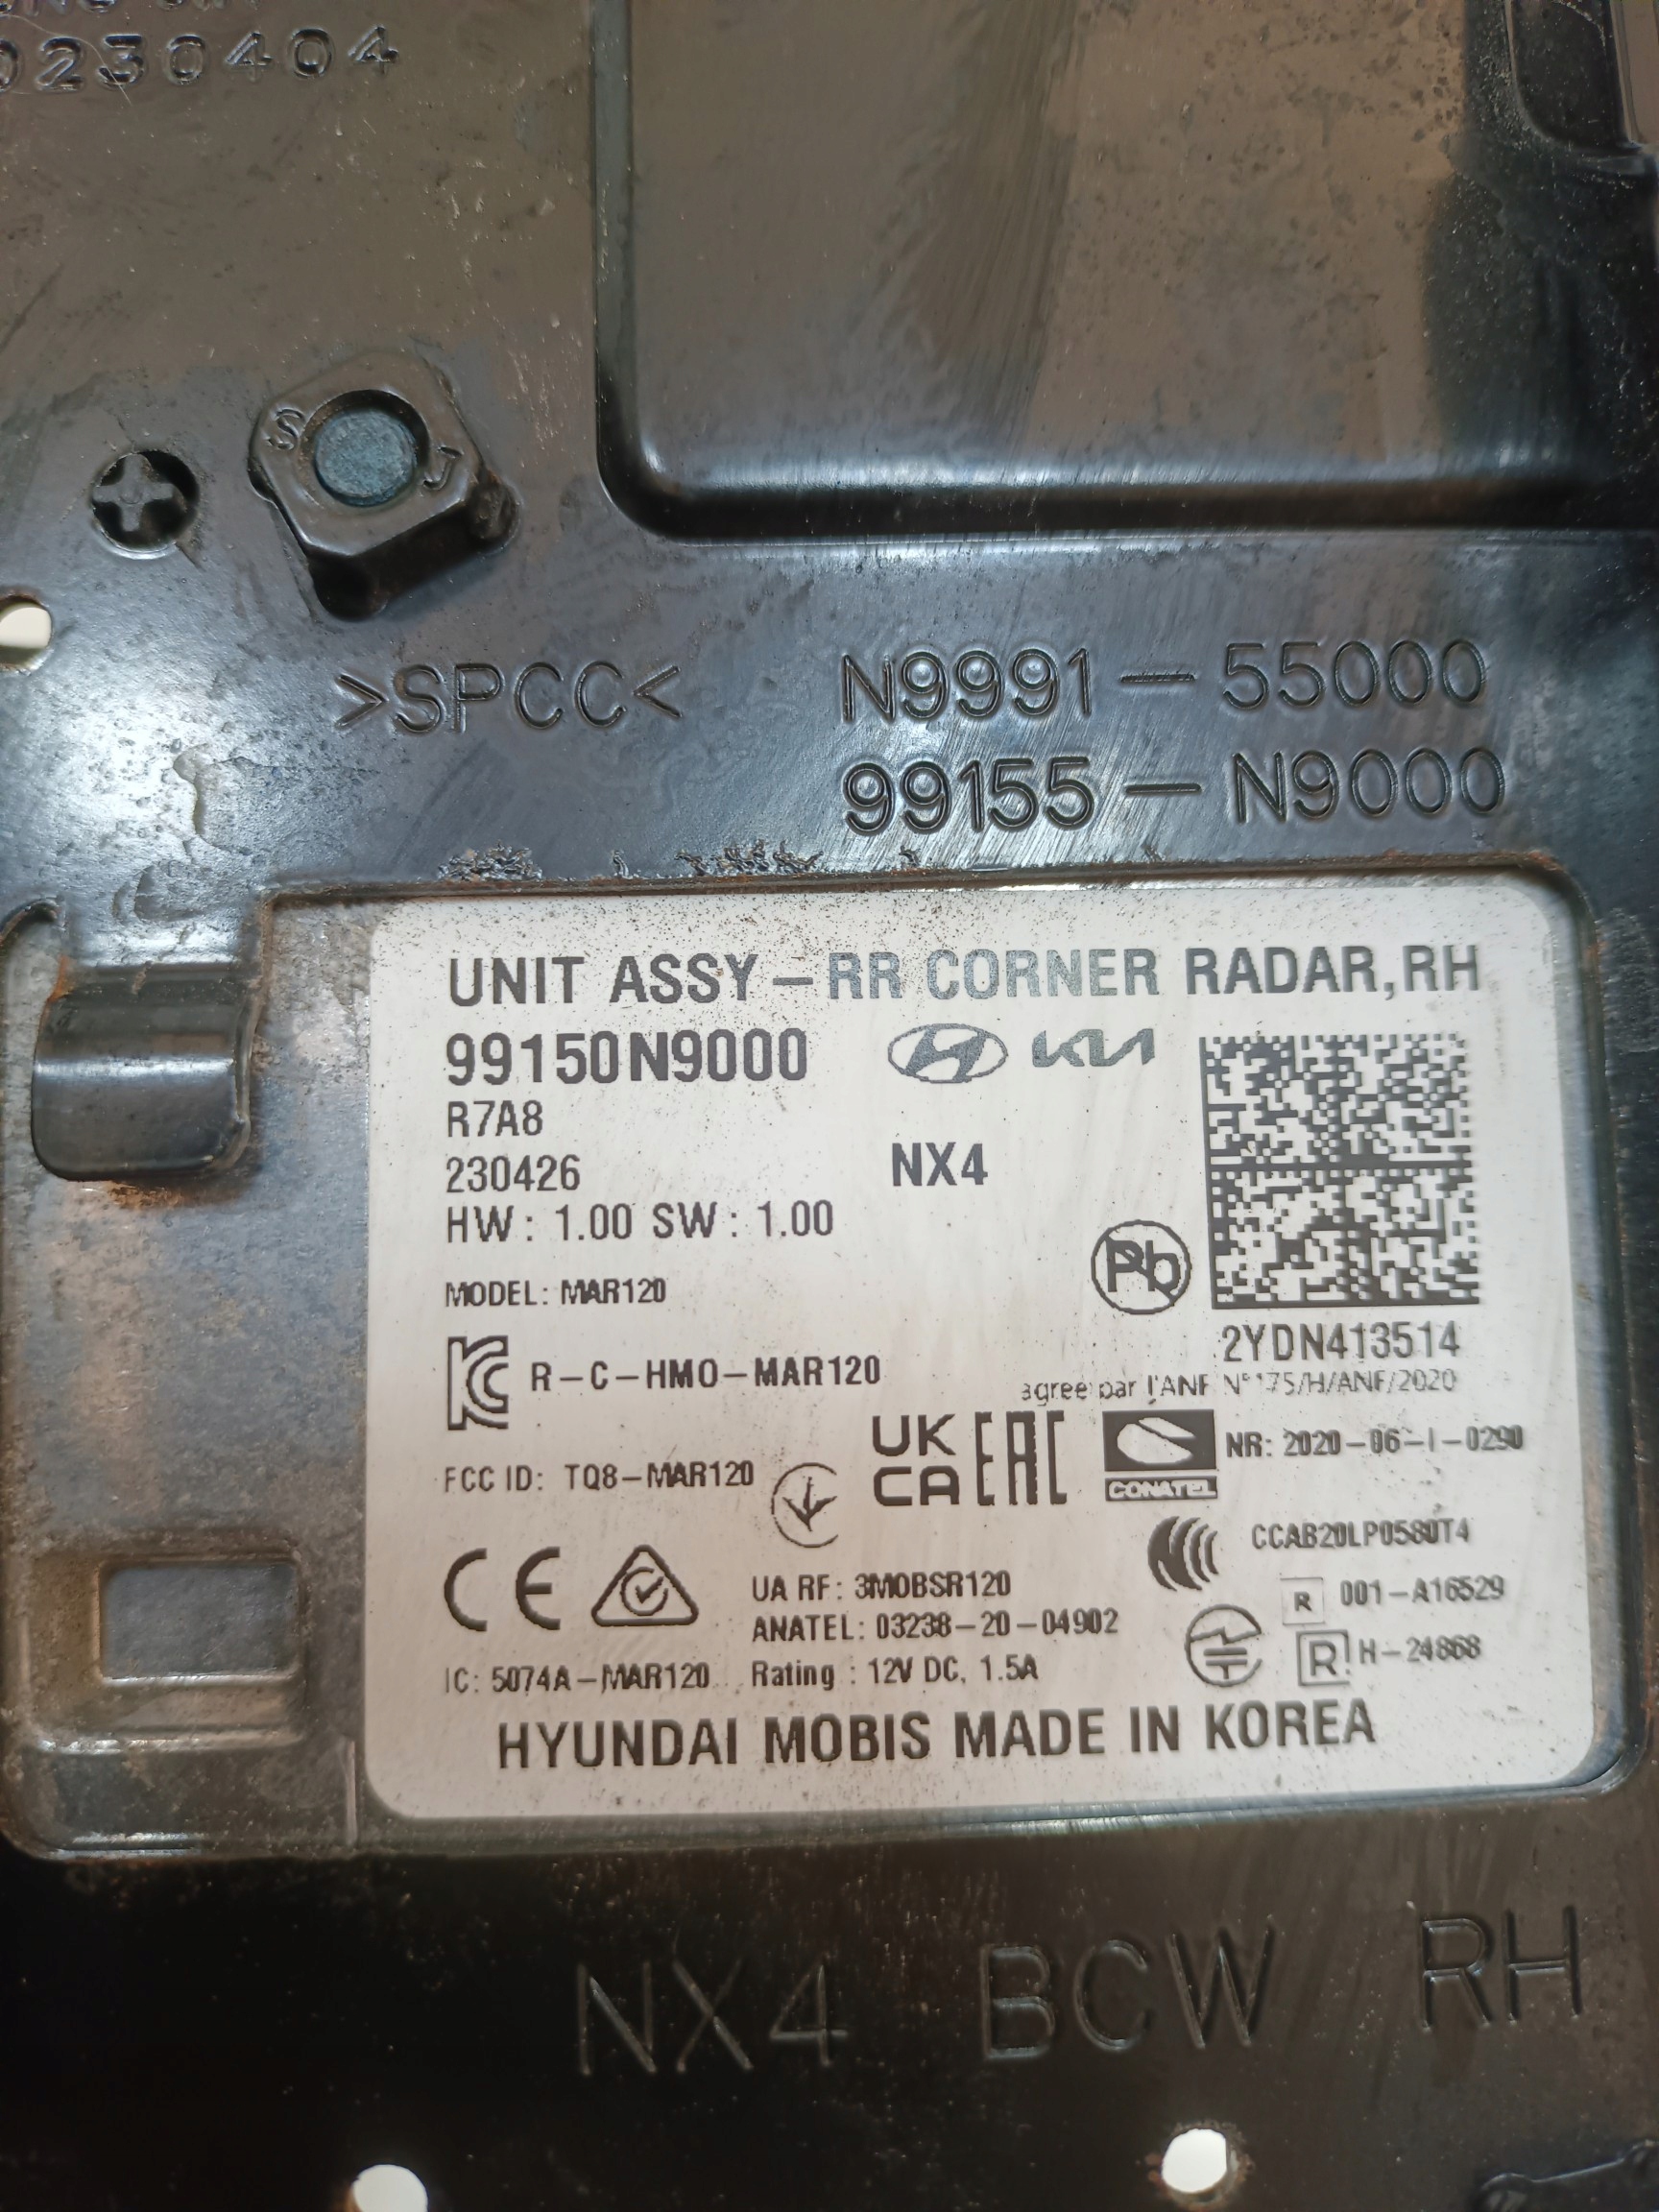 0230404
S
J
>SPCC<
N9991-55000
99155-N9000
UNIT ASSY-RR CORNER RADAR,RH
99150N9000
KIA
R7A8
230426
NX4
HW: 1.00 SW: 1.00
Pb
MODEL: MAR120
2YDN413514
R-C-HMO-MAR120
agree par l'ANF N°175/H/ANF/2020
UK
CA
EAC
NR: 2020-06-I-0290
CONATEL
FCC ID: TQ8-MAR120
CCAB20LP0580T4
CE
UA RF: 3MOBSR120
R 001-A16529
ANATEL: 03238-20-04902
R H-24868
IC: 5074A-MAR120 Rating : 12V DC, 1.5A
HYUNDAI MOBIS MADE IN KOREA
NX4 BCW RH